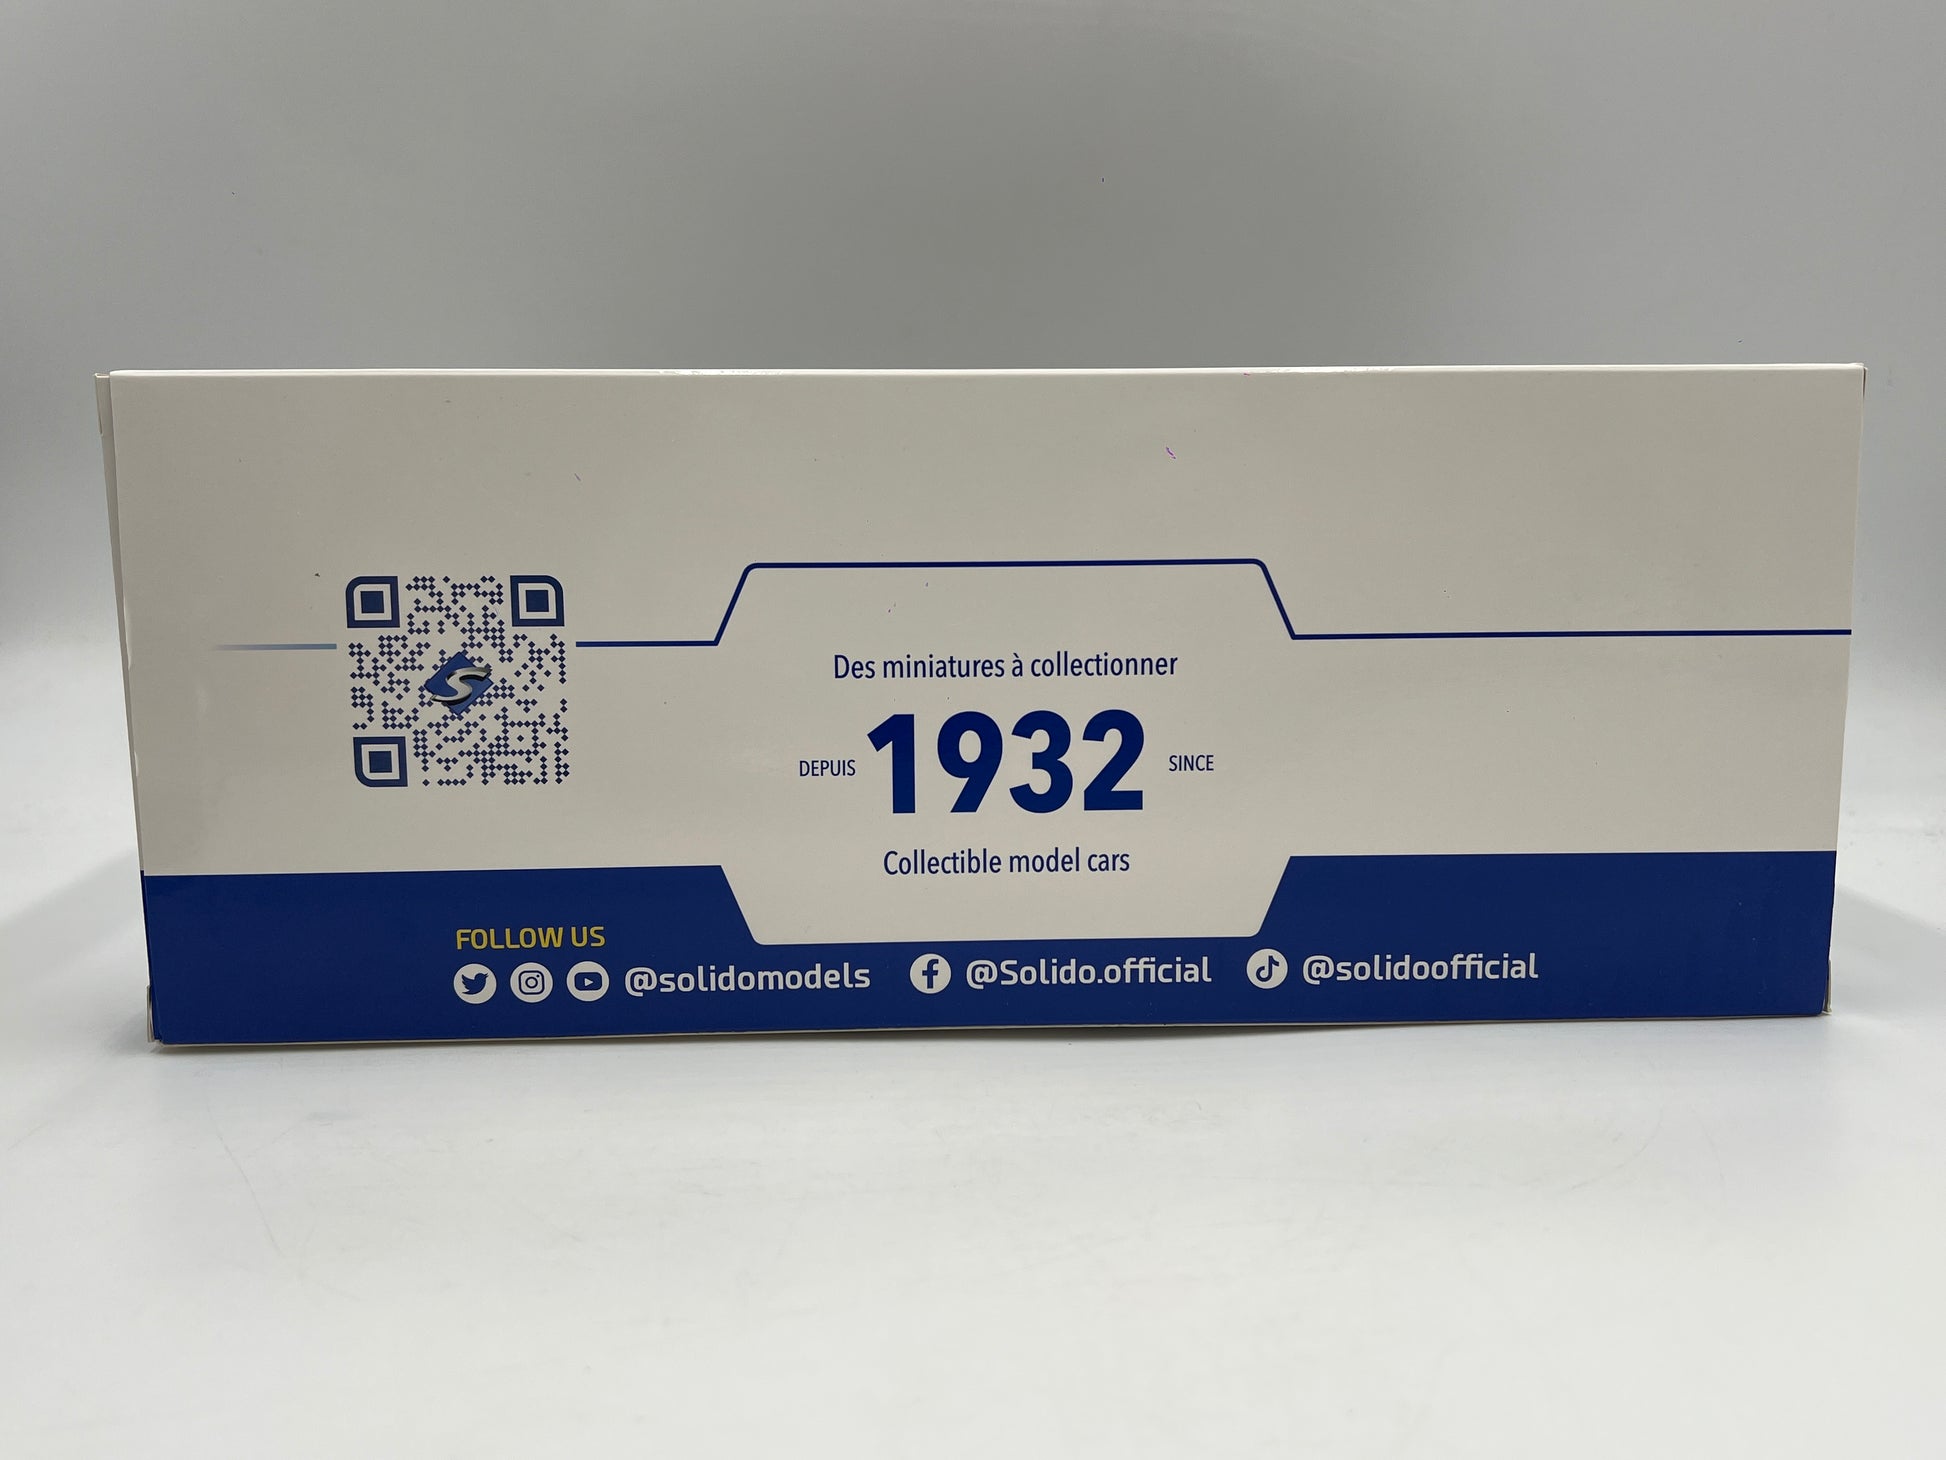 Des miniatures à collectionner
DEPUIS 1932 SINCE
Collectible model cars
FOLLOW US
@solidomodels @Solido.official @solidoofficial